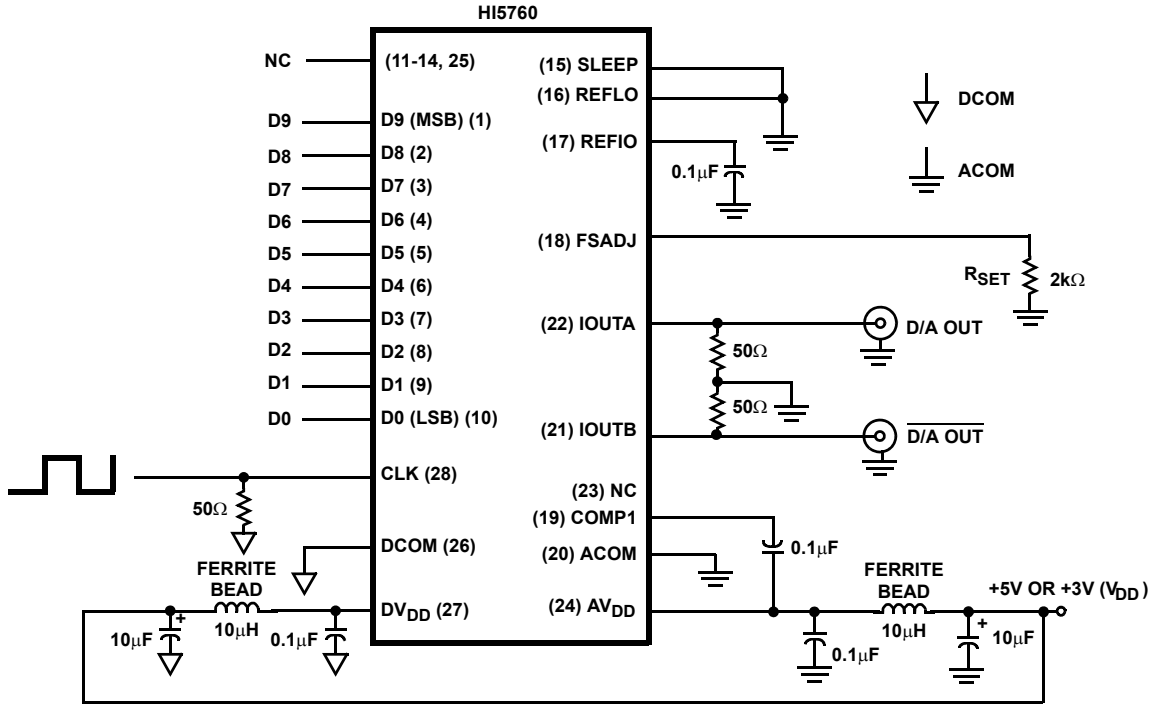 HI5760
NC
(11-14, 25)
D9
D9 (MSB) (1)
D8
D8 (2)
D7
D7 (3)
D6
D6 (4)
D5
D5 (5)
D4
D4 (6)
D3
D3 (7)
D2
D2 (8)
D1
D1 (9)
D0
D0 (LSB) (10)
CLK (28)
50Ω
DCOM (26)
FERRITE
BEAD
10μH
DVDD (27)
10μF
+
0.1μF
(15) SLEEP
(16) REFLO
(17) REFIO
0.1μF
(18) FSADJ
RSET
2kΩ
(22) IOUTA
50Ω
D/A OUT
50Ω
(21) IOUTB
D/A OUT
(23) NC
(19) COMP1
0.1μF
(20) ACOM
(24) AVDD
FERRITE
BEAD
10μH
0.1μF
+
10μF
+5V OR +3V (VDD)
DCOM
ACOM